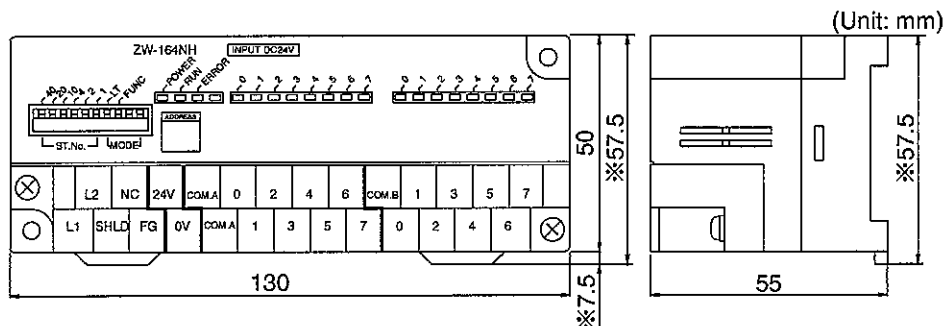 (Unit: mm)
ZW-164NH INPUT DC24V
POWER RUN ERROR
0 1 2 3 4 5 6 7 0 1 2 3 4 5 6 7
40 20 10 4 2 1 LT FUNC
ADDRESS
ST.No. MODE
L2 NC 24V COM.A 0 2 4 6 COM.B 1 3 5 7
L1 SHLD FG 0V COM.A 1 3 5 7 0 2 4 6
50
※57.5
※7.5
130
※57.5
55